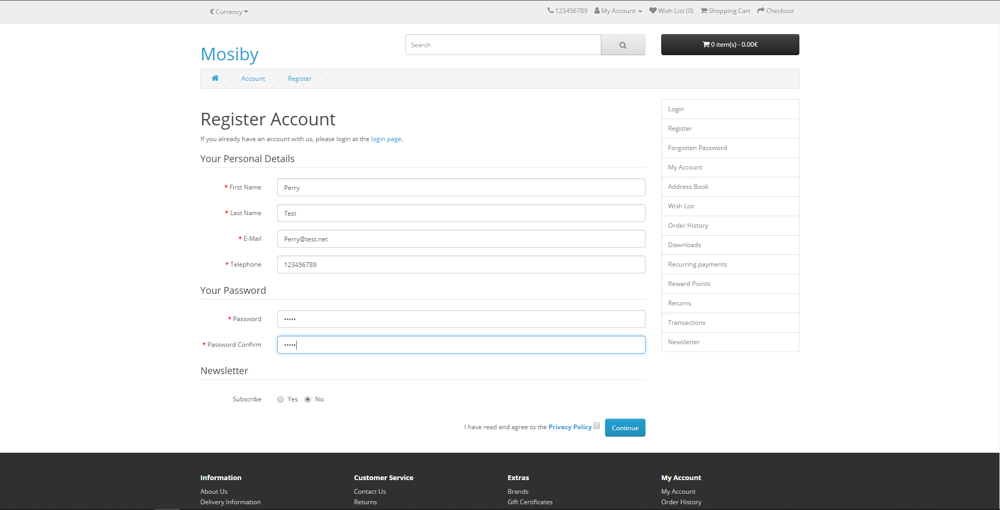 € Currency
123456789 My Account Wish List (0) Shopping Cart Checkout
Mosiby
Search
0 item(s) - 0.00€
Account Register
Register Account
If you already have an account with us, please login at the login page.
Your Personal Details
* First Name Perry
* Last Name Test
* E-Mail Perry@test.net
* Telephone 123456789
Your Password
* Password •••••
* Password Confirm •••••
Newsletter
Subscribe Yes No
I have read and agree to the Privacy Policy Continue
Login
Register
Forgotten Password
My Account
Address Book
Wish List
Order History
Downloads
Recurring payments
Reward Points
Returns
Transactions
Newsletter
Information
About Us
Delivery Information
Customer Service
Contact Us
Returns
Extras
Brands
Gift Certificates
My Account
My Account
Order History